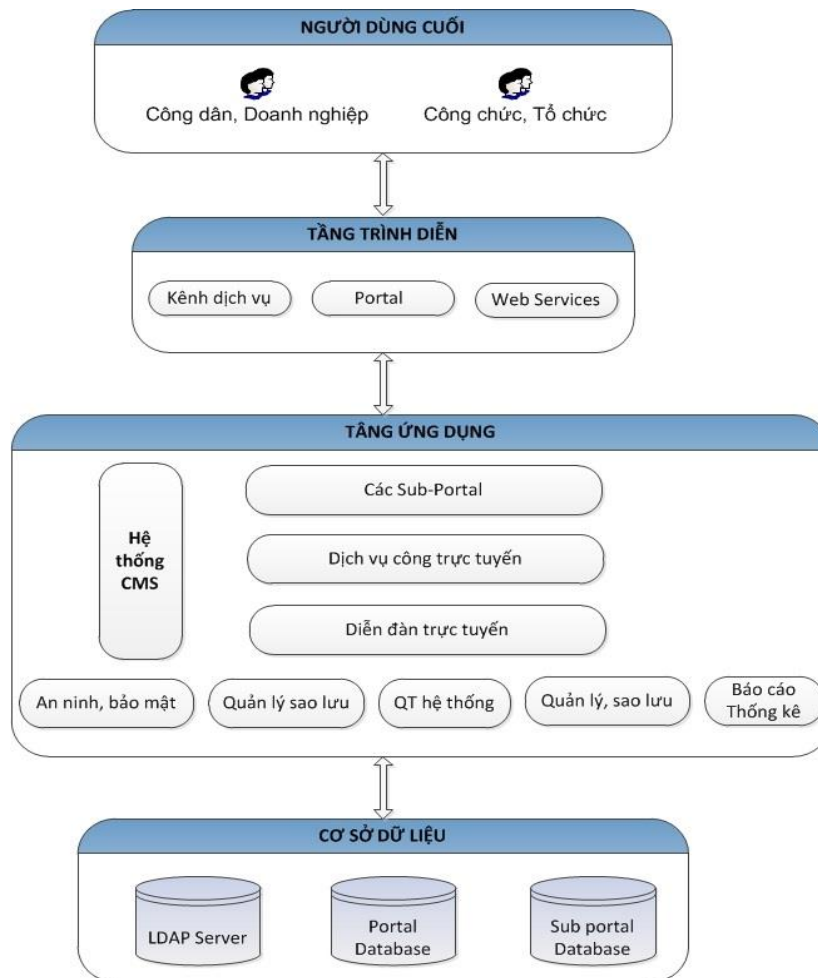 NGƯỜI DÙNG CUỐI
Công dân, Doanh nghiệp
Công chức, Tổ chức
TẦNG TRÌNH DIỄN
Kênh dịch vụ
Portal
Web Services
TÂNG ỨNG DỤNG
Hệ
thống
CMS
Các Sub-Portal
Dịch vụ công trực tuyến
Diễn đàn trực tuyến
An ninh, bảo mật
Quản lý sao lưu
QT hệ thống
Quản lý, sao lưu
Báo cáo
Thống kê
CƠ SỞ DỮ LIỆU
LDAP Server
Portal
Database
Sub portal
Database